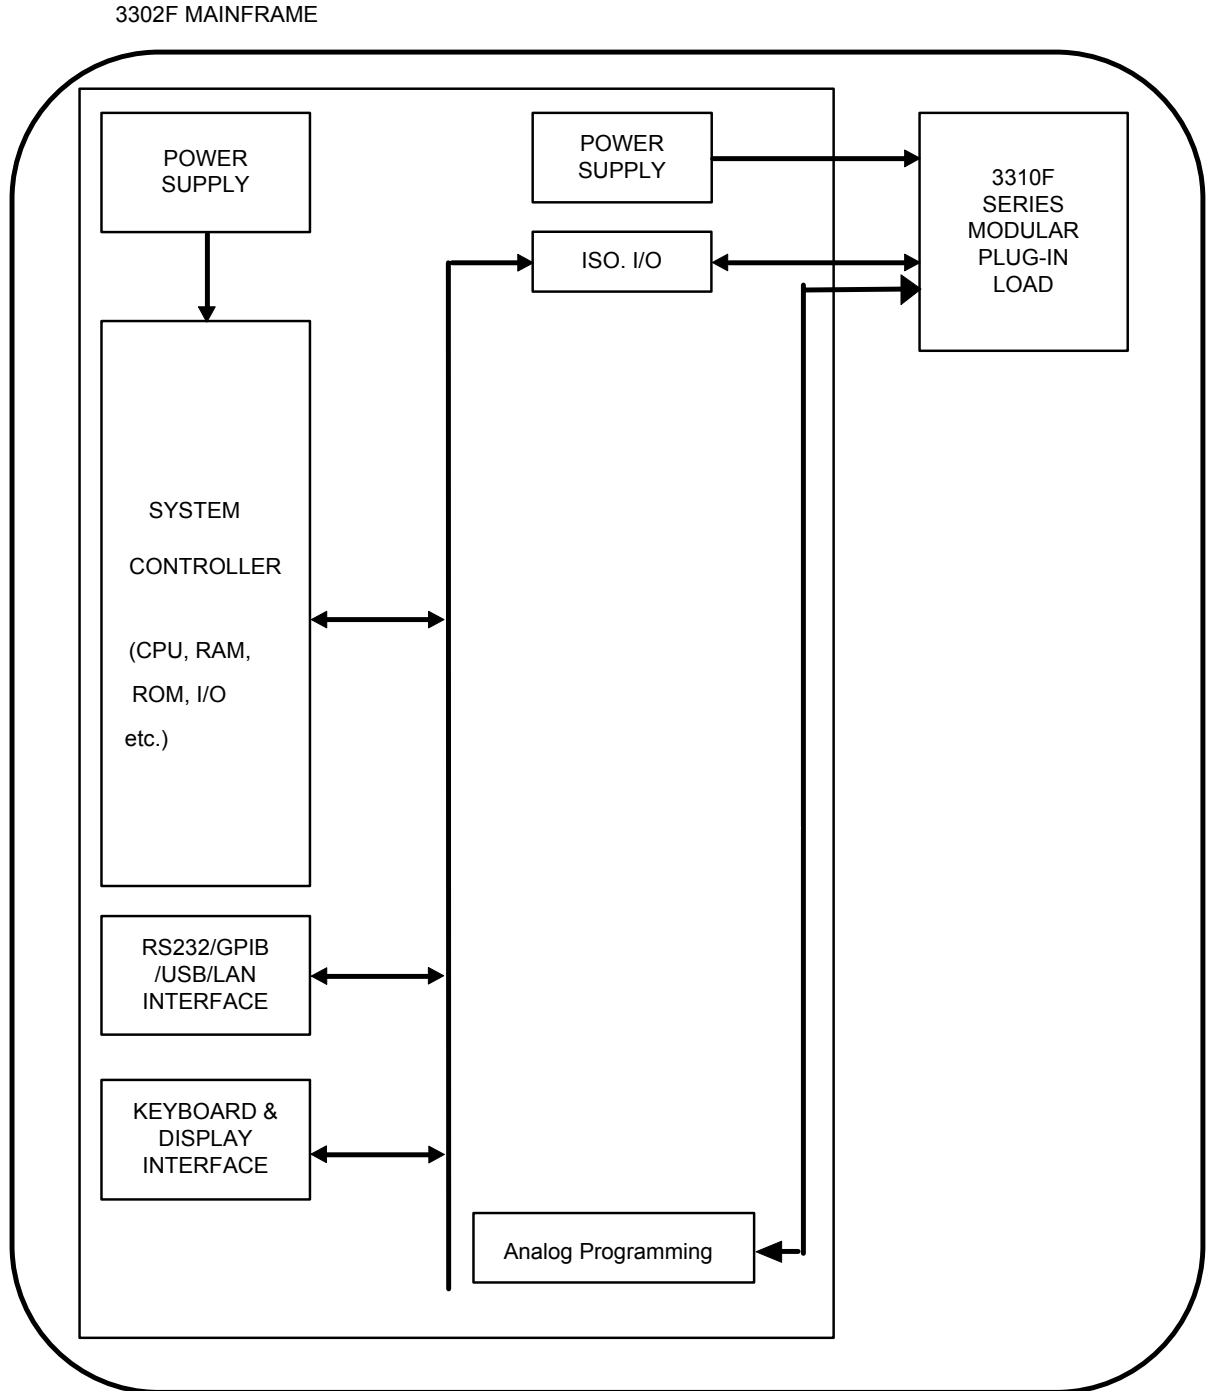 3302F MAINFRAME
POWER
SUPPLY
POWER
SUPPLY
3310F
SERIES
MODULAR
PLUG-IN
LOAD
ISO. I/O
SYSTEM
CONTROLLER
(CPU, RAM,
ROM, I/O
etc.)
RS232/GPIB
/USB/LAN
INTERFACE
KEYBOARD &
DISPLAY
INTERFACE
Analog Programming